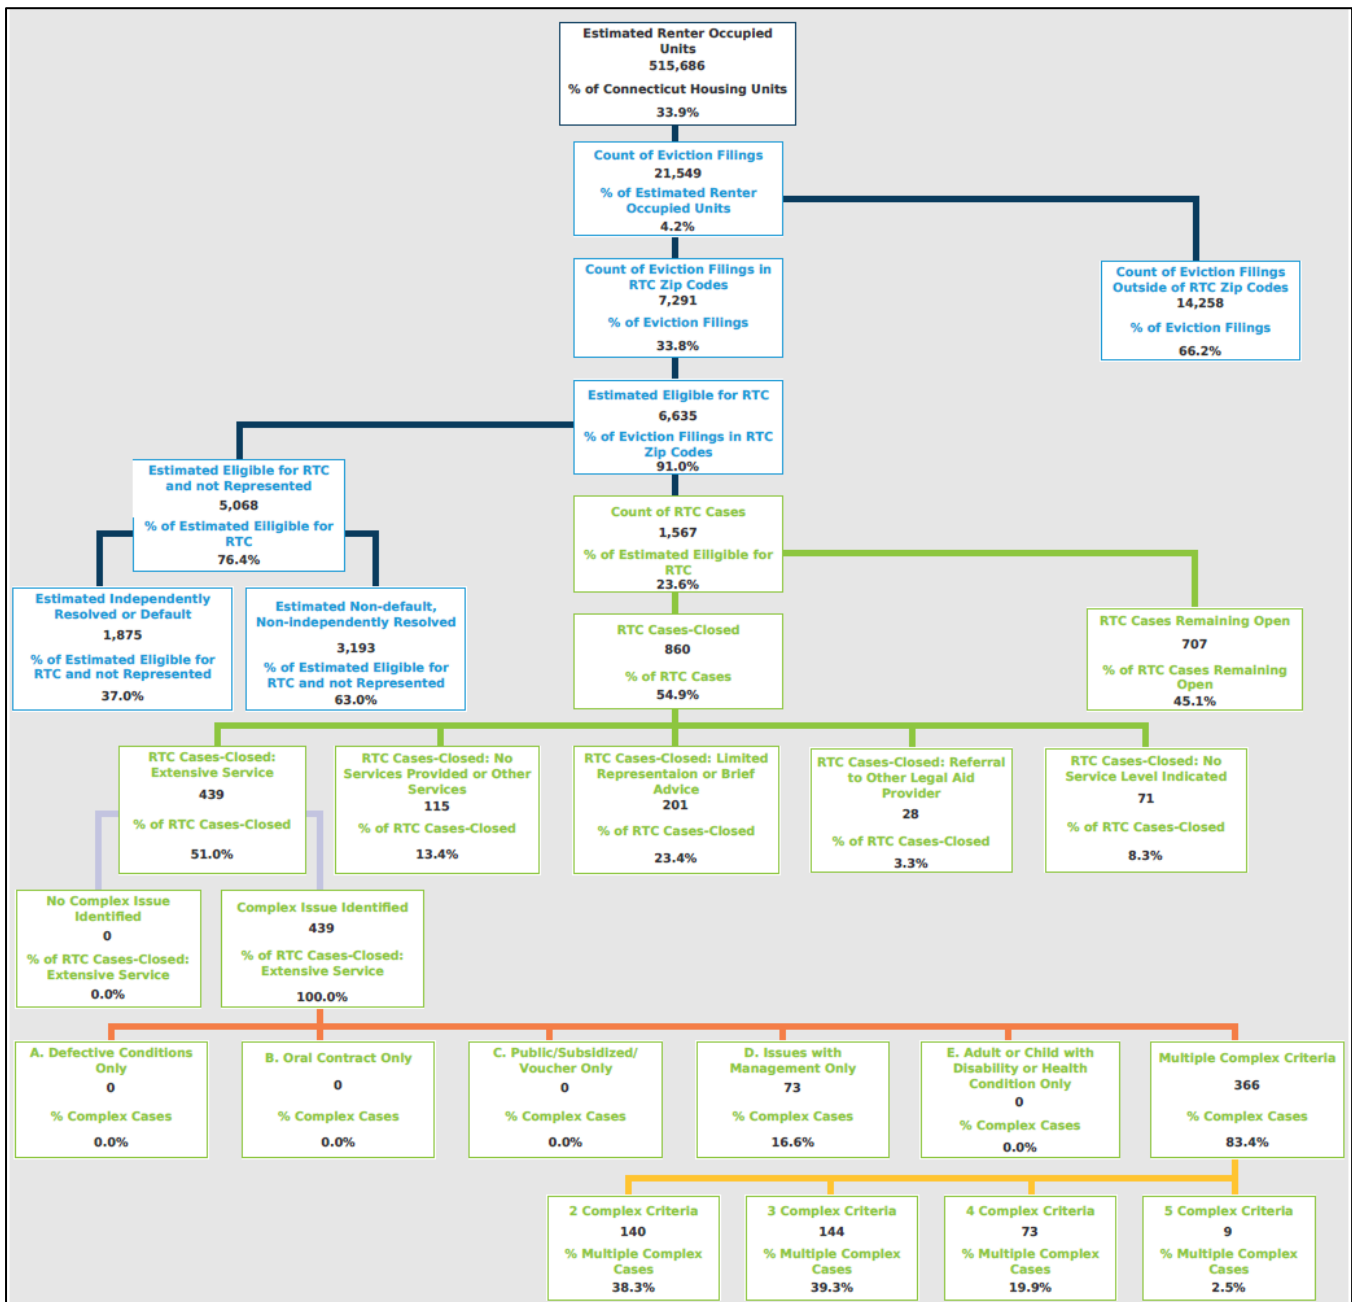 Estimated Renter Occupied
Units
515,686
% of Connecticut Housing Units
33.9%
Count of Eviction Filings
21,549
% of Estimated Renter
Occupied Units
4.2%
Count of Eviction Filings in
RTC Zip Codes
7,291
% of Eviction Filings
33.8%
Count of Eviction Filings
Outside of RTC Zip Codes
14,258
% of Eviction Filings
66.2%
Estimated Eligible for RTC
6,635
% of Eviction Filings in RTC
Zip Codes
91.0%
Estimated Eligible for RTC
and not Represented
5,068
% of Estimated Eiligible for
RTC
76.4%
Count of RTC Cases
1,567
% of Estimated Eiligible for
RTC
23.6%
Estimated Independently
Resolved or Default
1,875
% of Estimated Eligible for
RTC and not Represented
37.0%
Estimated Non-default,
Non-independently Resolved
3,193
% of Estimated Eligible for
RTC and not Represented
63.0%
RTC Cases-Closed
860
% of RTC Cases
54.9%
RTC Cases Remaining Open
707
% of RTC Cases Remaining
Open
45.1%
RTC Cases-Closed:
Extensive Service
439
% of RTC Cases-Closed
51.0%
RTC Cases-Closed: No
Services Provided or Other
Services
115
% of RTC Cases-Closed
13.4%
RTC Cases-Closed: Limited
Representaion or Brief
Advice
201
% of RTC Cases-Closed
23.4%
RTC Cases-Closed: Referral
to Other Legal Aid
Provider
28
% of RTC Cases-Closed
3.3%
RTC Cases-Closed: No
Service Level Indicated
71
% of RTC Cases-Closed
8.3%
No Complex Issue
Identified
0
% of RTC Cases-Closed:
Extensive Service
0.0%
Complex Issue Identified
439
% of RTC Cases-Closed:
Extensive Service
100.0%
A. Defective Conditions
Only
0
% Complex Cases
0.0%
B. Oral Contract Only
0
% Complex Cases
0.0%
C. Public/Subsidized/
Voucher Only
0
% Complex Cases
0.0%
D. Issues with
Management Only
73
% Complex Cases
16.6%
E. Adult or Child with
Disability or Health
Condition Only
0
% Complex Cases
0.0%
Multiple Complex Criteria
366
% Complex Cases
83.4%
2 Complex Criteria
140
% Multiple Complex
Cases
38.3%
3 Complex Criteria
144
% Multiple Complex
Cases
39.3%
4 Complex Criteria
73
% Multiple Complex
Cases
19.9%
5 Complex Criteria
9
% Multiple Complex
Cases
2.5%